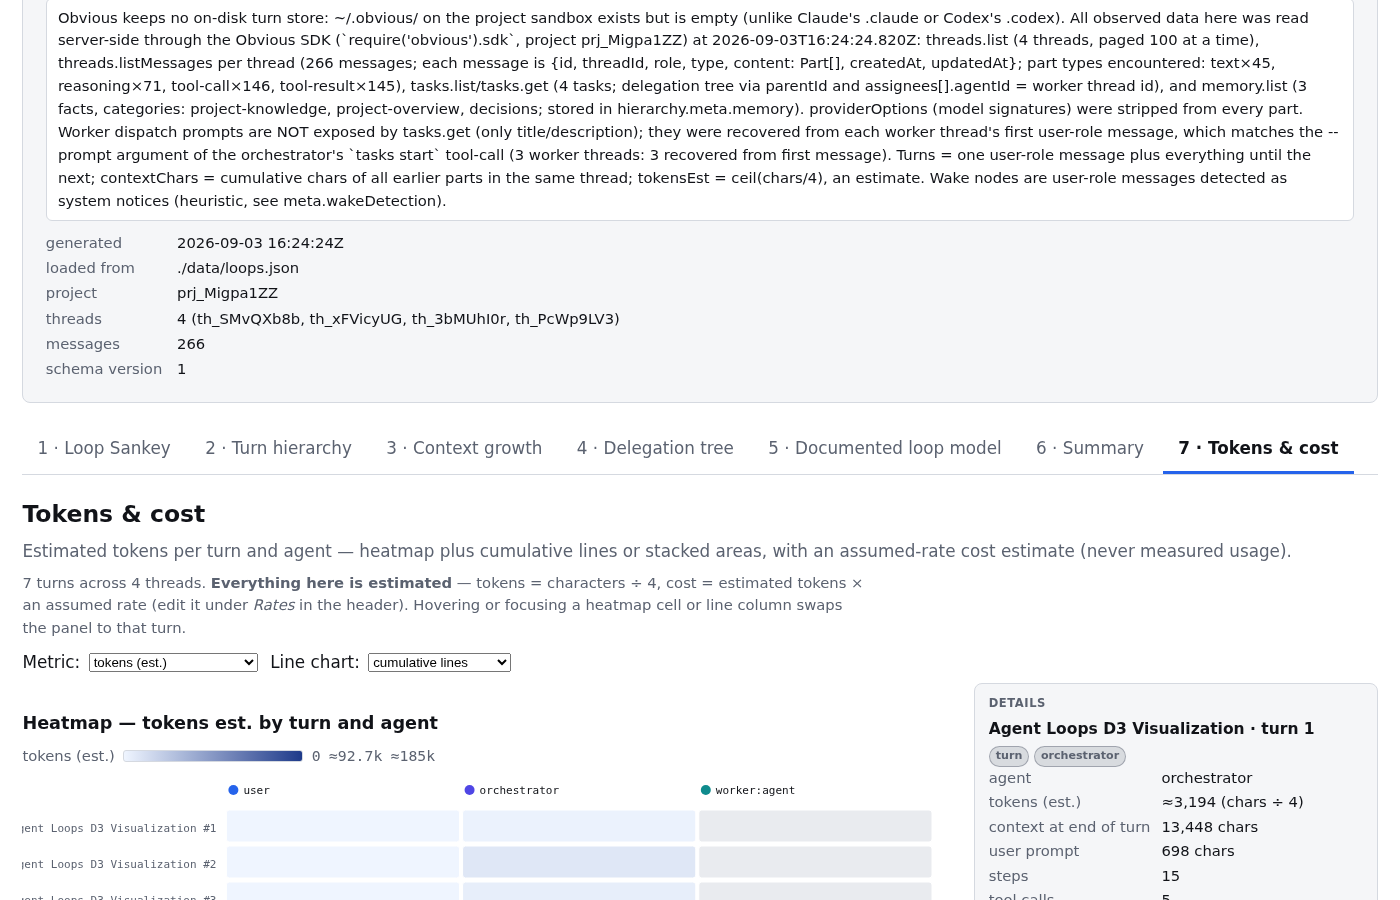 Obvious keeps no on-disk turn store: ~/.obvious/ on the project sandbox exists but is empty (unlike Claude's .claude or Codex's .codex). All observed data here was read
server-side through the Obvious SDK (`require('obvious').sdk`, project prj_Migpa1ZZ) at 2026-09-03T16:24:24.820Z: threads.list (4 threads, paged 100 at a time),
threads.listMessages per thread (266 messages; each message is {id, threadId, role, type, content: Part[], createdAt, updatedAt}; part types encountered: text×45,
reasoning×71, tool-call×146, tool-result×145), tasks.list/tasks.get (4 tasks; delegation tree via parentId and assignees[].agentId = worker thread id), and memory.list (3
facts, categories: project-knowledge, project-overview, decisions; stored in hierarchy.meta.memory). providerOptions (model signatures) were stripped from every part.
Worker dispatch prompts are NOT exposed by tasks.get (only title/description); they were recovered from each worker thread's first user-role message, which matches the --
prompt argument of the orchestrator's `tasks start` tool-call (3 worker threads: 3 recovered from first message). Turns = one user-role message plus everything until the
next; contextChars = cumulative chars of all earlier parts in the same thread; tokensEst = ceil(chars/4), an estimate. Wake nodes are user-role messages detected as
system notices (heuristic, see meta.wakeDetection).
generated 2026-09-03 16:24:24Z
loaded from ./data/loops.json
project prj_Migpa1ZZ
threads 4 (th_SMvQXb8b, th_xFVicyUG, th_3bMUhI0r, th_PcWp9LV3)
messages 266
schema version 1
1 · Loop Sankey 2 · Turn hierarchy 3 · Context growth 4 · Delegation tree 5 · Documented loop model 6 · Summary 7 · Tokens & cost
Tokens & cost
Estimated tokens per turn and agent — heatmap plus cumulative lines or stacked areas, with an assumed-rate cost estimate (never measured usage).
7 turns across 4 threads. Everything here is estimated — tokens = characters ÷ 4, cost = estimated tokens ×
an assumed rate (edit it under Rates in the header). Hovering or focusing a heatmap cell or line column swaps
the panel to that turn.
Metric: tokens (est.) Line chart: cumulative lines
Heatmap — tokens est. by turn and agent
tokens (est.) 0 ≈92.7k ≈185k
user orchestrator worker:agent
gent Loops D3 Visualization #1
gent Loops D3 Visualization #2
gent Loops D3 Visualization #3
DETAILS
Agent Loops D3 Visualization · turn 1
turn orchestrator
agent orchestrator
tokens (est.) ≈3,194 (chars ÷ 4)
context at end of turn 13,448 chars
user prompt 698 chars
steps 15
tool calls 5